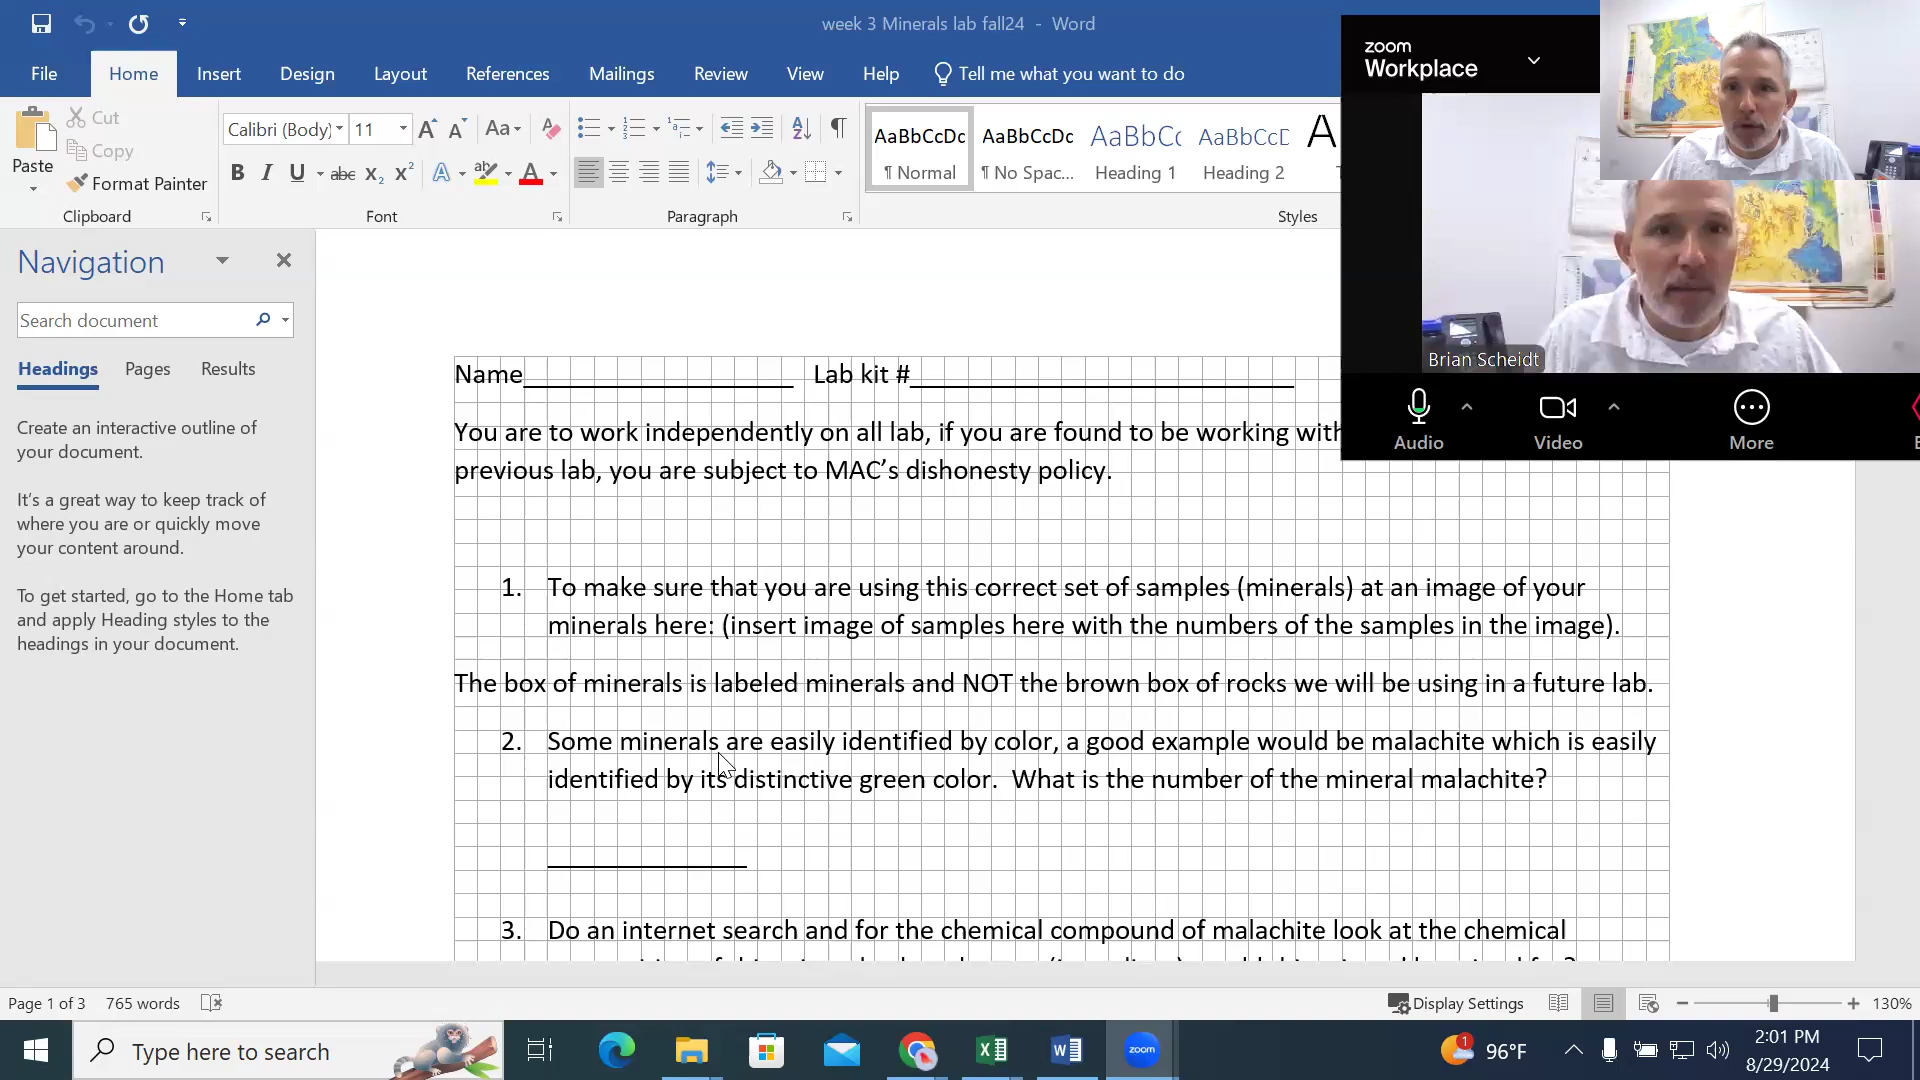 week 3 Minerals lab fall24 - Word
File Home Insert Design Layout References Mailings Review View Help Tell me what you want to do
zoom
Workplace
Cut
Copy
Format Painter
Paste
Calibri (Body) 11
AaBbCcDc AaBbCcDc AaBbCc AaBbCcD A
¶ Normal ¶ No Spac... Heading 1 Heading 2
Clipboard Font Paragraph Styles
Brian Scheidt
Audio Video More
Navigation
Search document
Headings Pages Results
Create an interactive outline of
your document.
It's a great way to keep track of
where you are or quickly move
your content around.
To get started, go to the Home tab
and apply Heading styles to the
headings in your document.
Name____________________ Lab kit #____________________________
You are to work independently on all lab, if you are found to be working with
previous lab, you are subject to MAC's dishonesty policy.
1. To make sure that you are using this correct set of samples (minerals) at an image of your
minerals here: (insert image of samples here with the numbers of the samples in the image).
The box of minerals is labeled minerals and NOT the brown box of rocks we will be using in a future lab.
2. Some minerals are easily identified by color, a good example would be malachite which is easily
identified by its distinctive green color. What is the number of the mineral malachite?
_______________
3. Do an internet search and for the chemical compound of malachite look at the chemical
Page 1 of 3 765 words Display Settings 130%
Type here to search
zoom
1
96°F
2:01 PM
8/29/2024